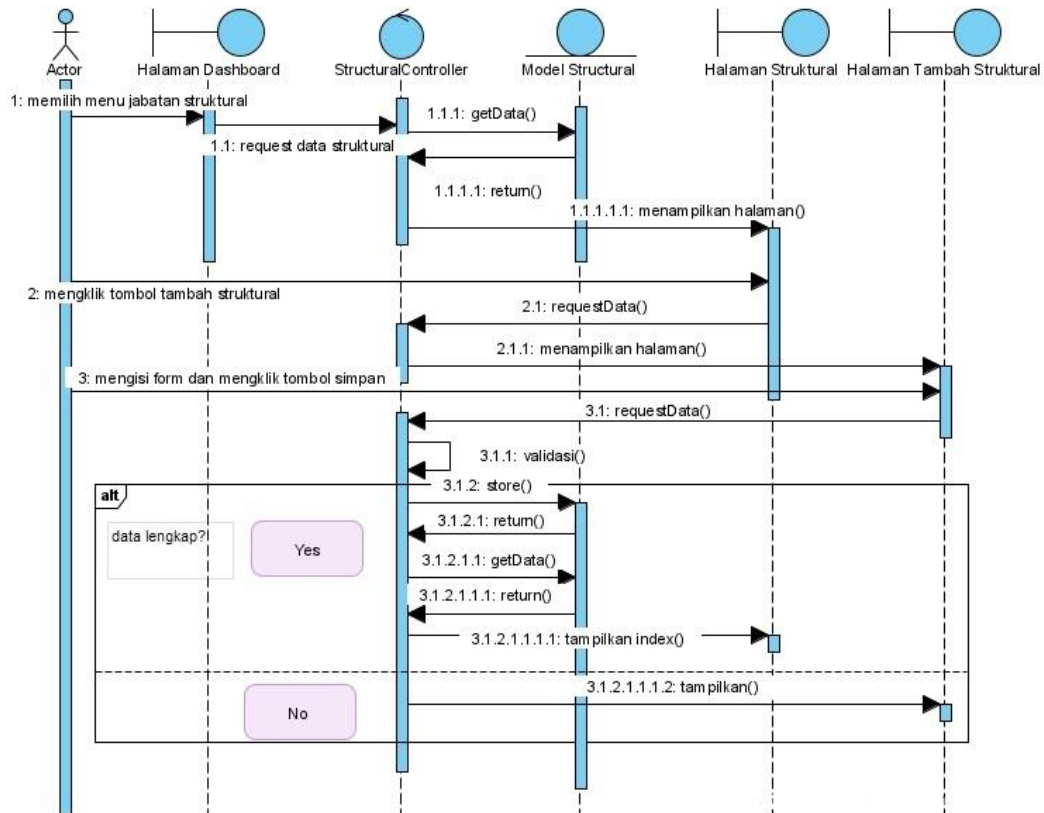 Actor
Halaman Dashboard
StructuralController
Model Structural
Halaman Struktural
Halaman Tambah Struktural
1: memilih menu jabatan struktural
1.1.1: getData()
1.1: request data struktural
1.1.1.1: return()
1.1.1.1.1: menampilkan halaman()
2: mengklik tombol tambah struktural
2.1: requestData()
2.1.1: menampilkan halaman()
3: mengisi form dan mengklik tombol simpan
3.1: requestData()
3.1.1: validasi()
3.1.2: store()
alt
3.1.2.1: return()
data lengkap?
Yes
3.1.2.1.1: getData()
3.1.2.1.1.1: return()
3.1.2.1.1.1.1: tampilkan index()
3.1.2.1.1.1.2: tampilkan()
No